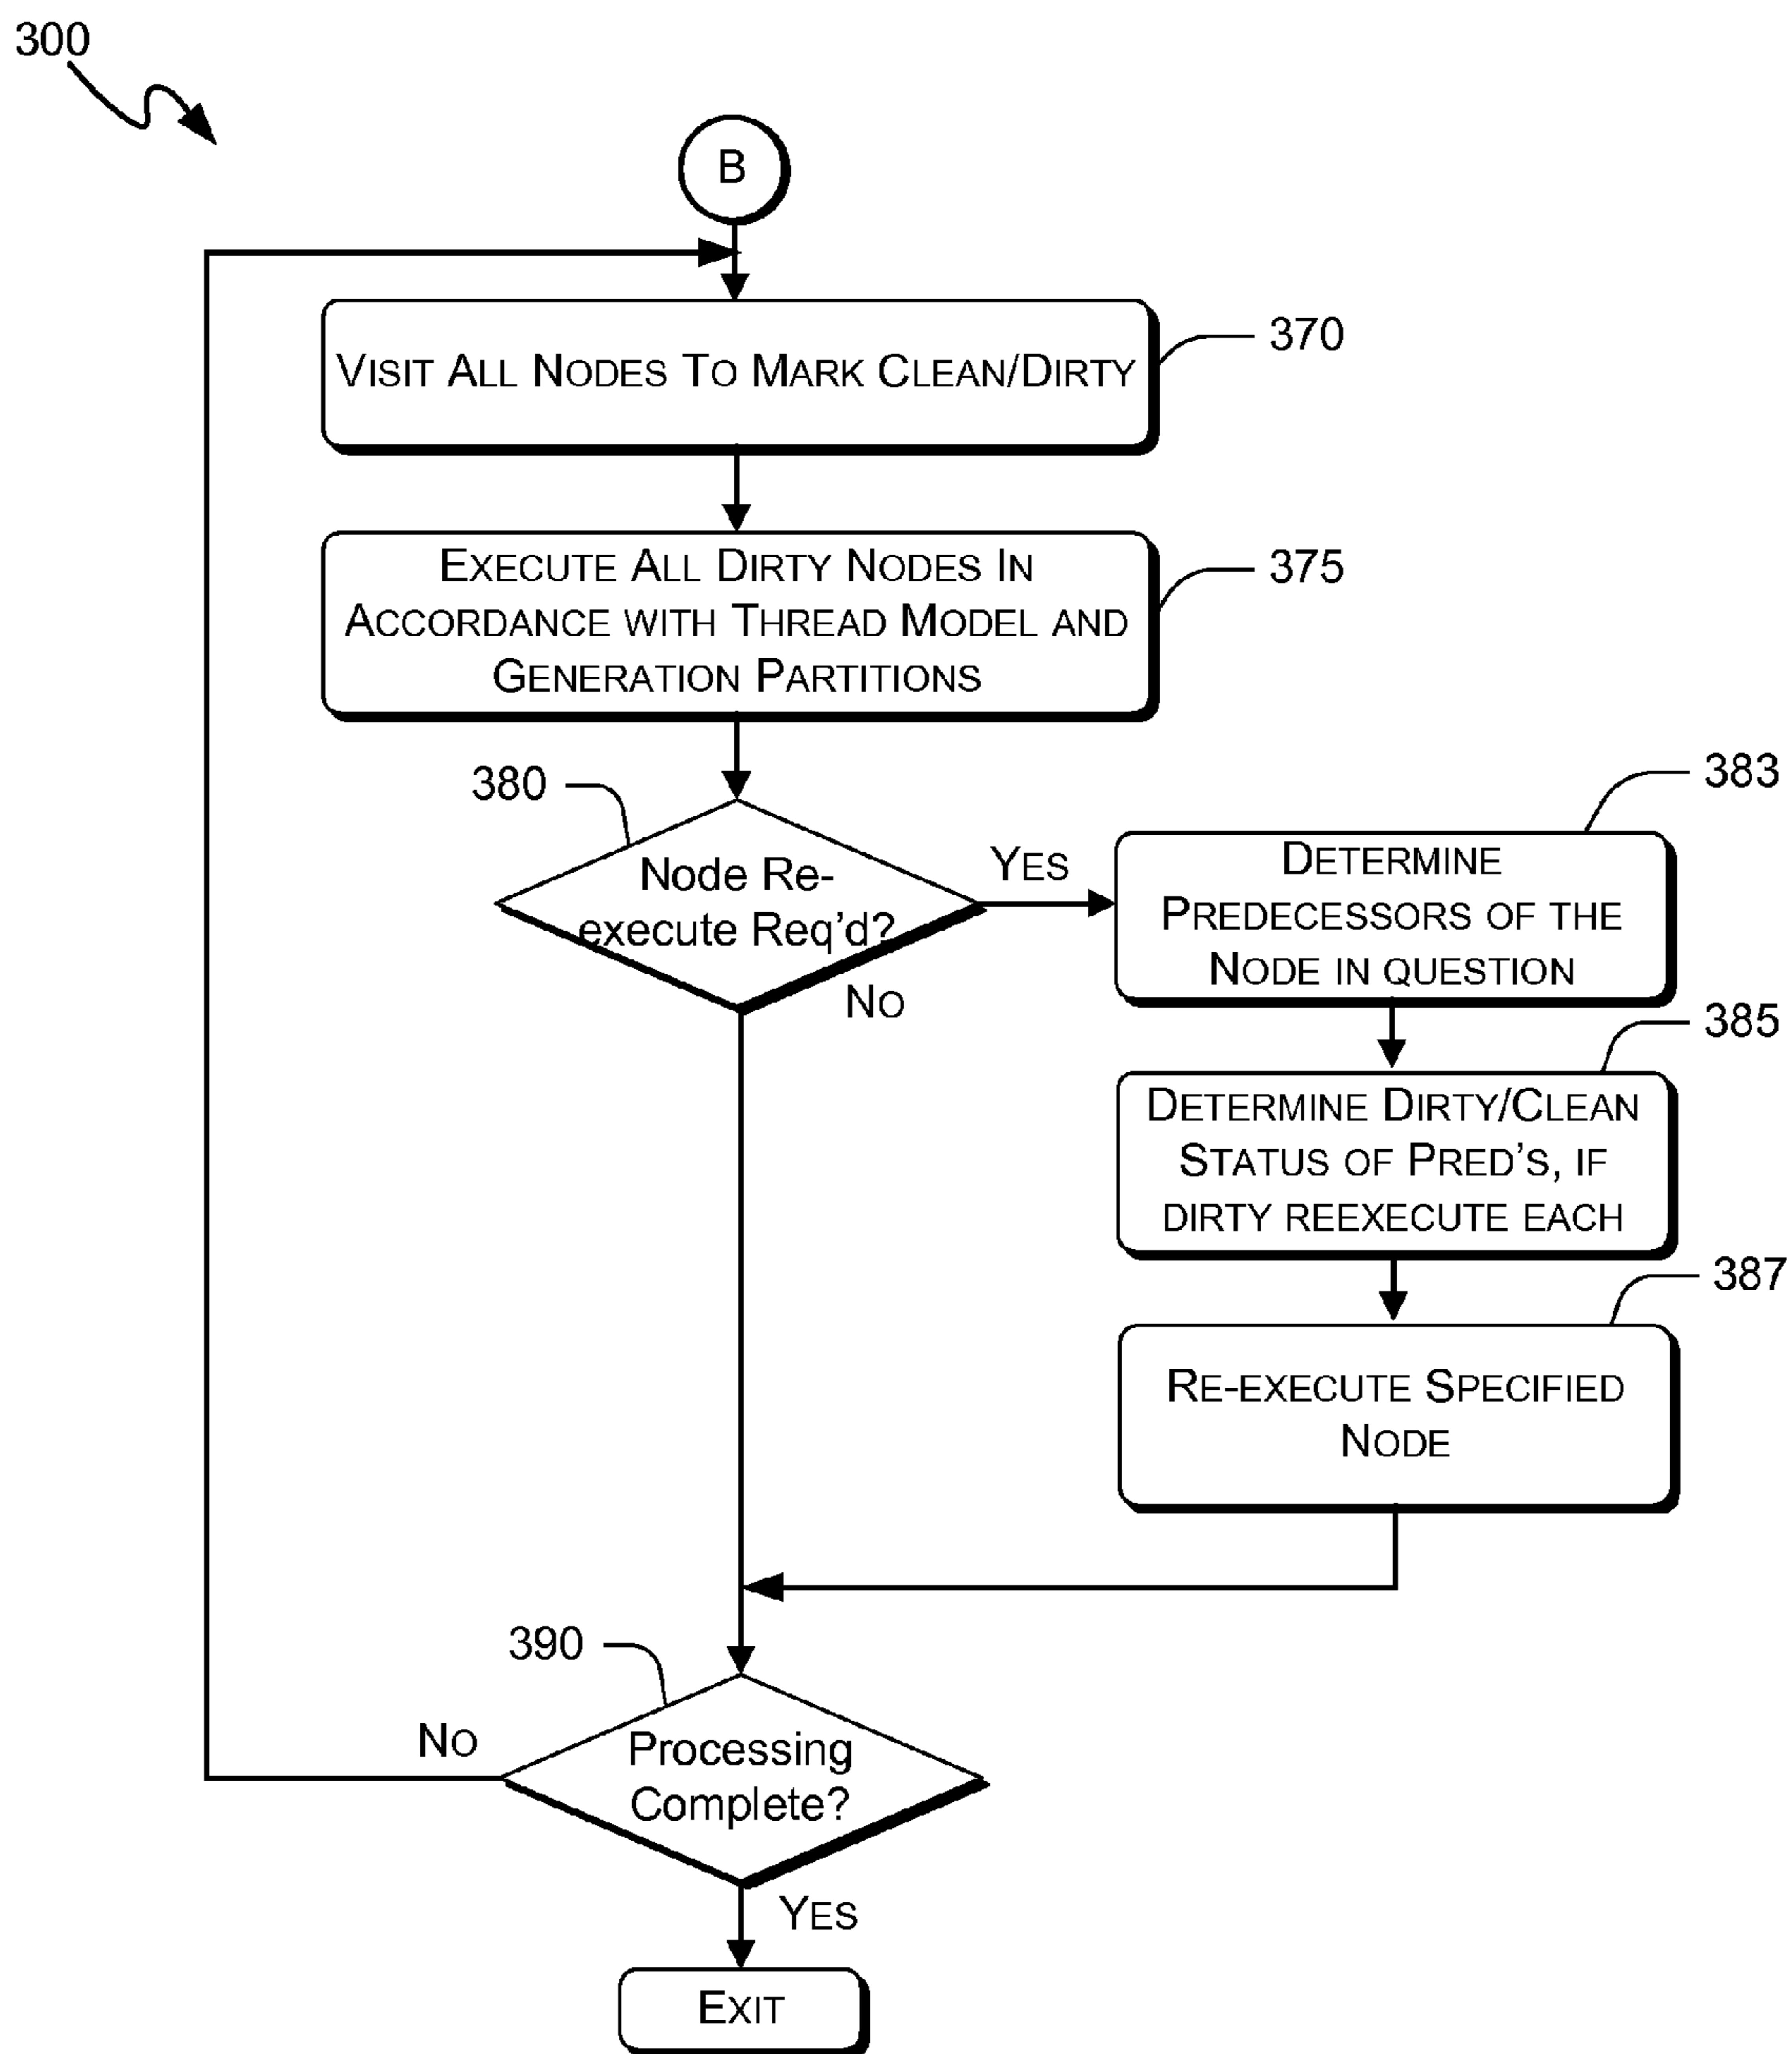 300
B
VISIT ALL NODES TO MARK CLEAN/DIRTY
370
EXECUTE ALL DIRTY NODES IN
ACCORDANCE WITH THREAD MODEL AND
GENERATION PARTITIONS
375
380
Node Re-
execute Req'd?
YES
NO
383
DETERMINE
PREDECESSORS OF THE
NODE IN QUESTION
385
DETERMINE DIRTY/CLEAN
STATUS OF PRED'S, IF
DIRTY REEXECUTE EACH
387
RE-EXECUTE SPECIFIED
NODE
390
Processing
Complete?
NO
YES
EXIT